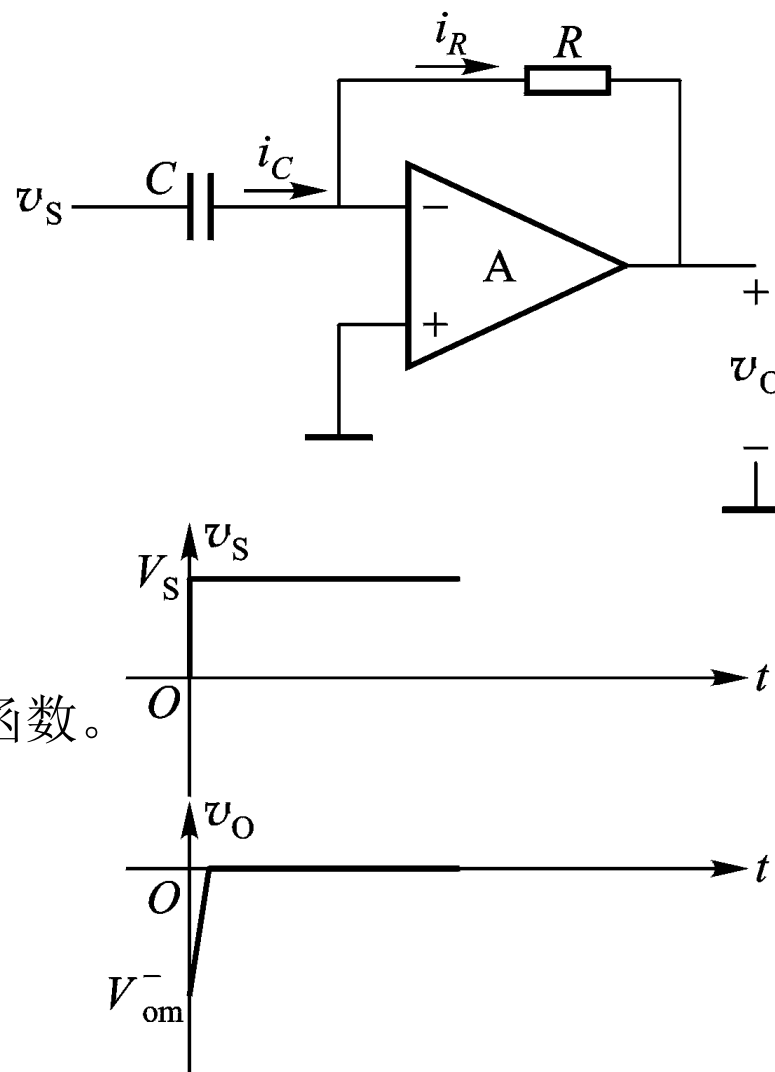 i_R R
C i_C
v_S
−
A
+
+
v_O
−
v_S
V_S
O t
函数。
v_O
O t
V_om^−